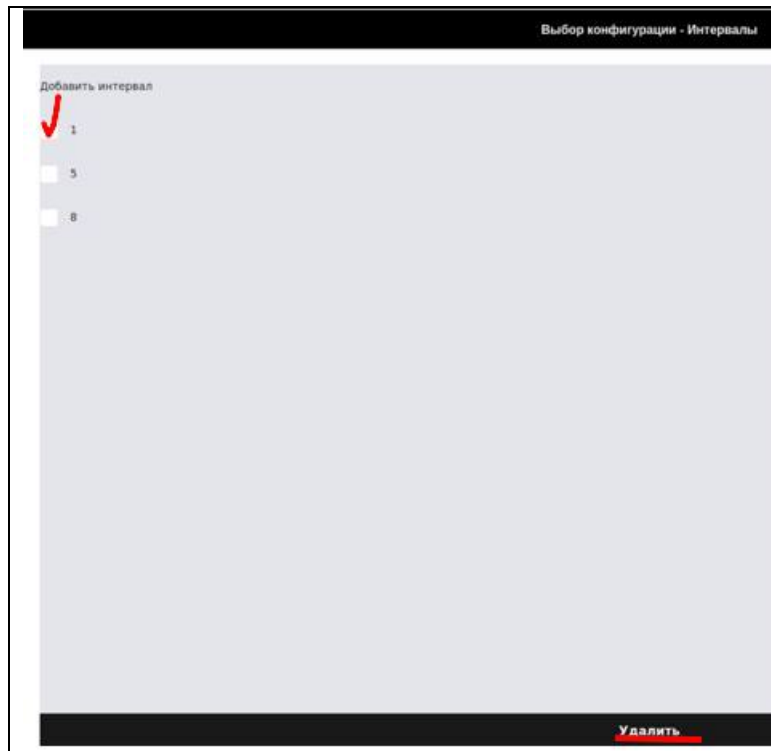 Выбор конфигурации - Интервалы
Добавить интервал
1
5
8
Удалить